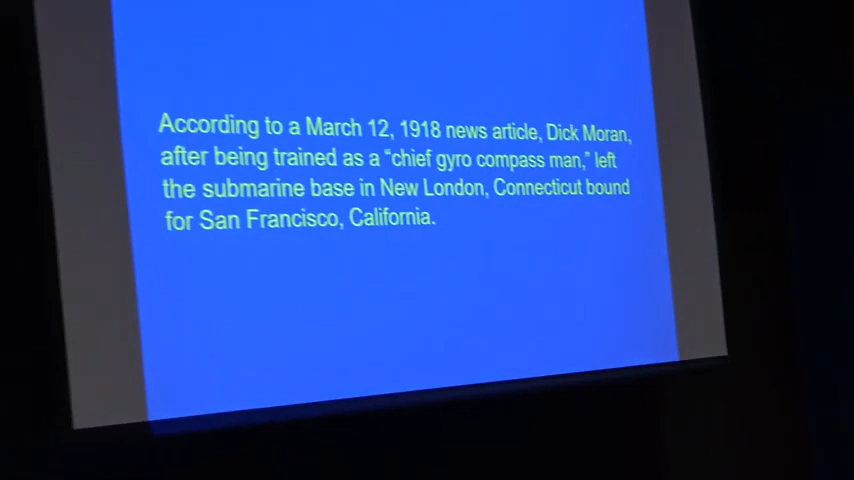 According to a March 12, 1918 news article, Dick Moran,
after being trained as a “chief gyro compass man,” left
the submarine base in New London, Connecticut bound
for San Francisco, California.